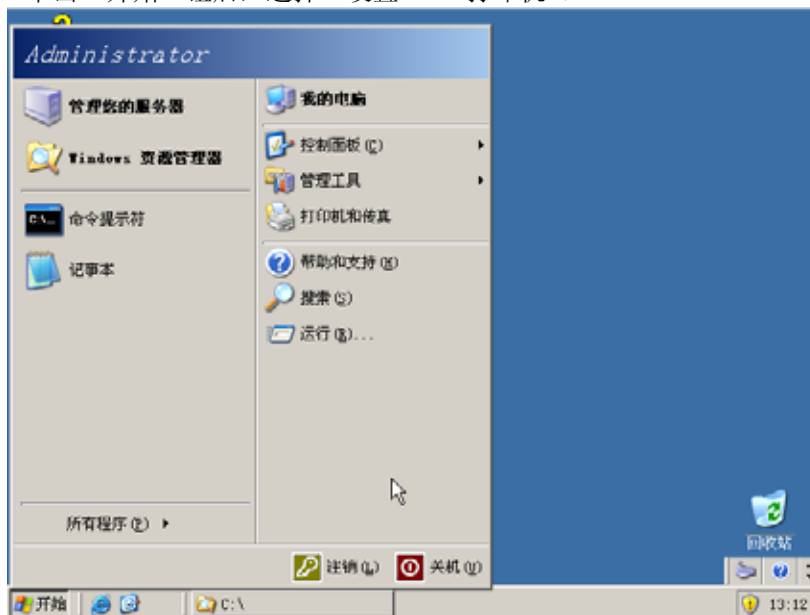 Administrator
管理您的服务器
Windows 资源管理器
命令提示符
记事本
所有程序(P)
我的电脑
控制面板(C)
管理工具
打印机和传真
帮助和支持(H)
搜索(S)
运行(R)...
注销(L)
关机(U)
回收站
开始
C:\
13:12